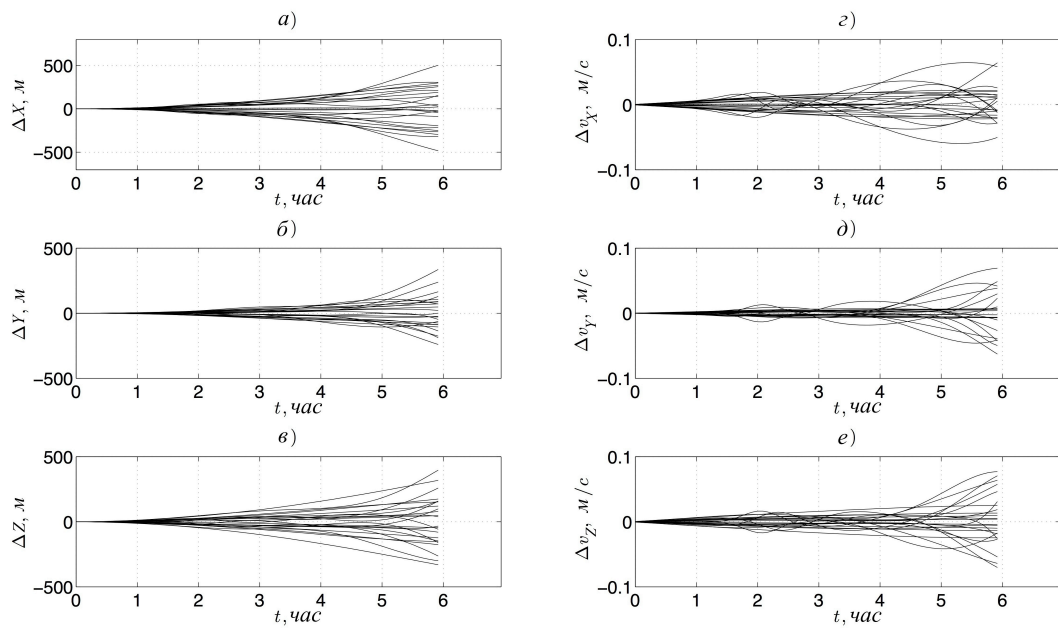 а)
500
0
−500
ΔX, м
0 1 2 3 4 5 6
t, час
г)
0.1
0
−0.1
Δv_X, м/с
0 1 2 3 4 5 6
t, час
б)
500
0
−500
ΔY, м
0 1 2 3 4 5 6
t, час
д)
0.1
0
−0.1
Δv_Y, м/с
0 1 2 3 4 5 6
t, час
в)
500
0
−500
ΔZ, м
0 1 2 3 4 5 6
t, час
е)
0.1
0
−0.1
Δv_Z, м/с
0 1 2 3 4 5 6
t, час